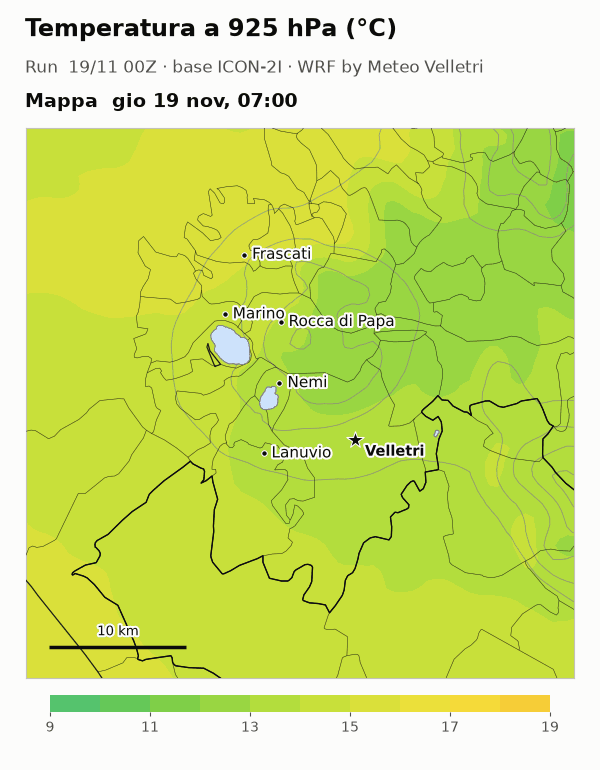 Temperatura a 925 hPa (°C)
Run  19/11 00Z · base ICON-2I · WRF by Meteo Velletri
Mappa  gio 19 nov, 07:00
Frascati
Marino
Rocca di Papa
Nemi
Velletri
Lanuvio
10 km
9 11 13 15 17 19